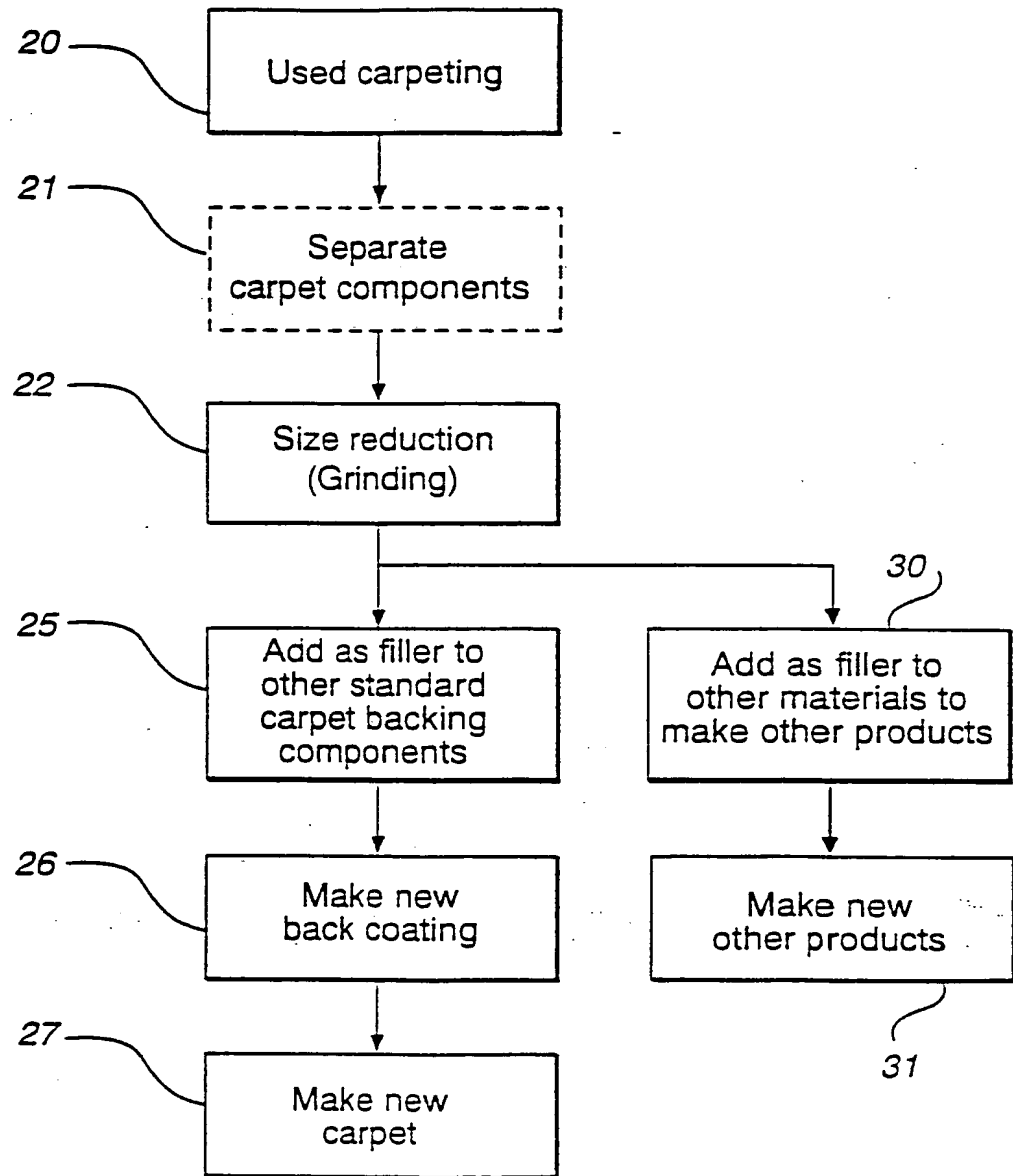 20
Used carpeting
21
Separate
carpet components
22
Size reduction
(Grinding)
30
25
Add as filler to
other standard
carpet backing
components
Add as filler to
other materials to
make other products
26
Make new
back coating
Make new
other products
27
Make new
carpet
31